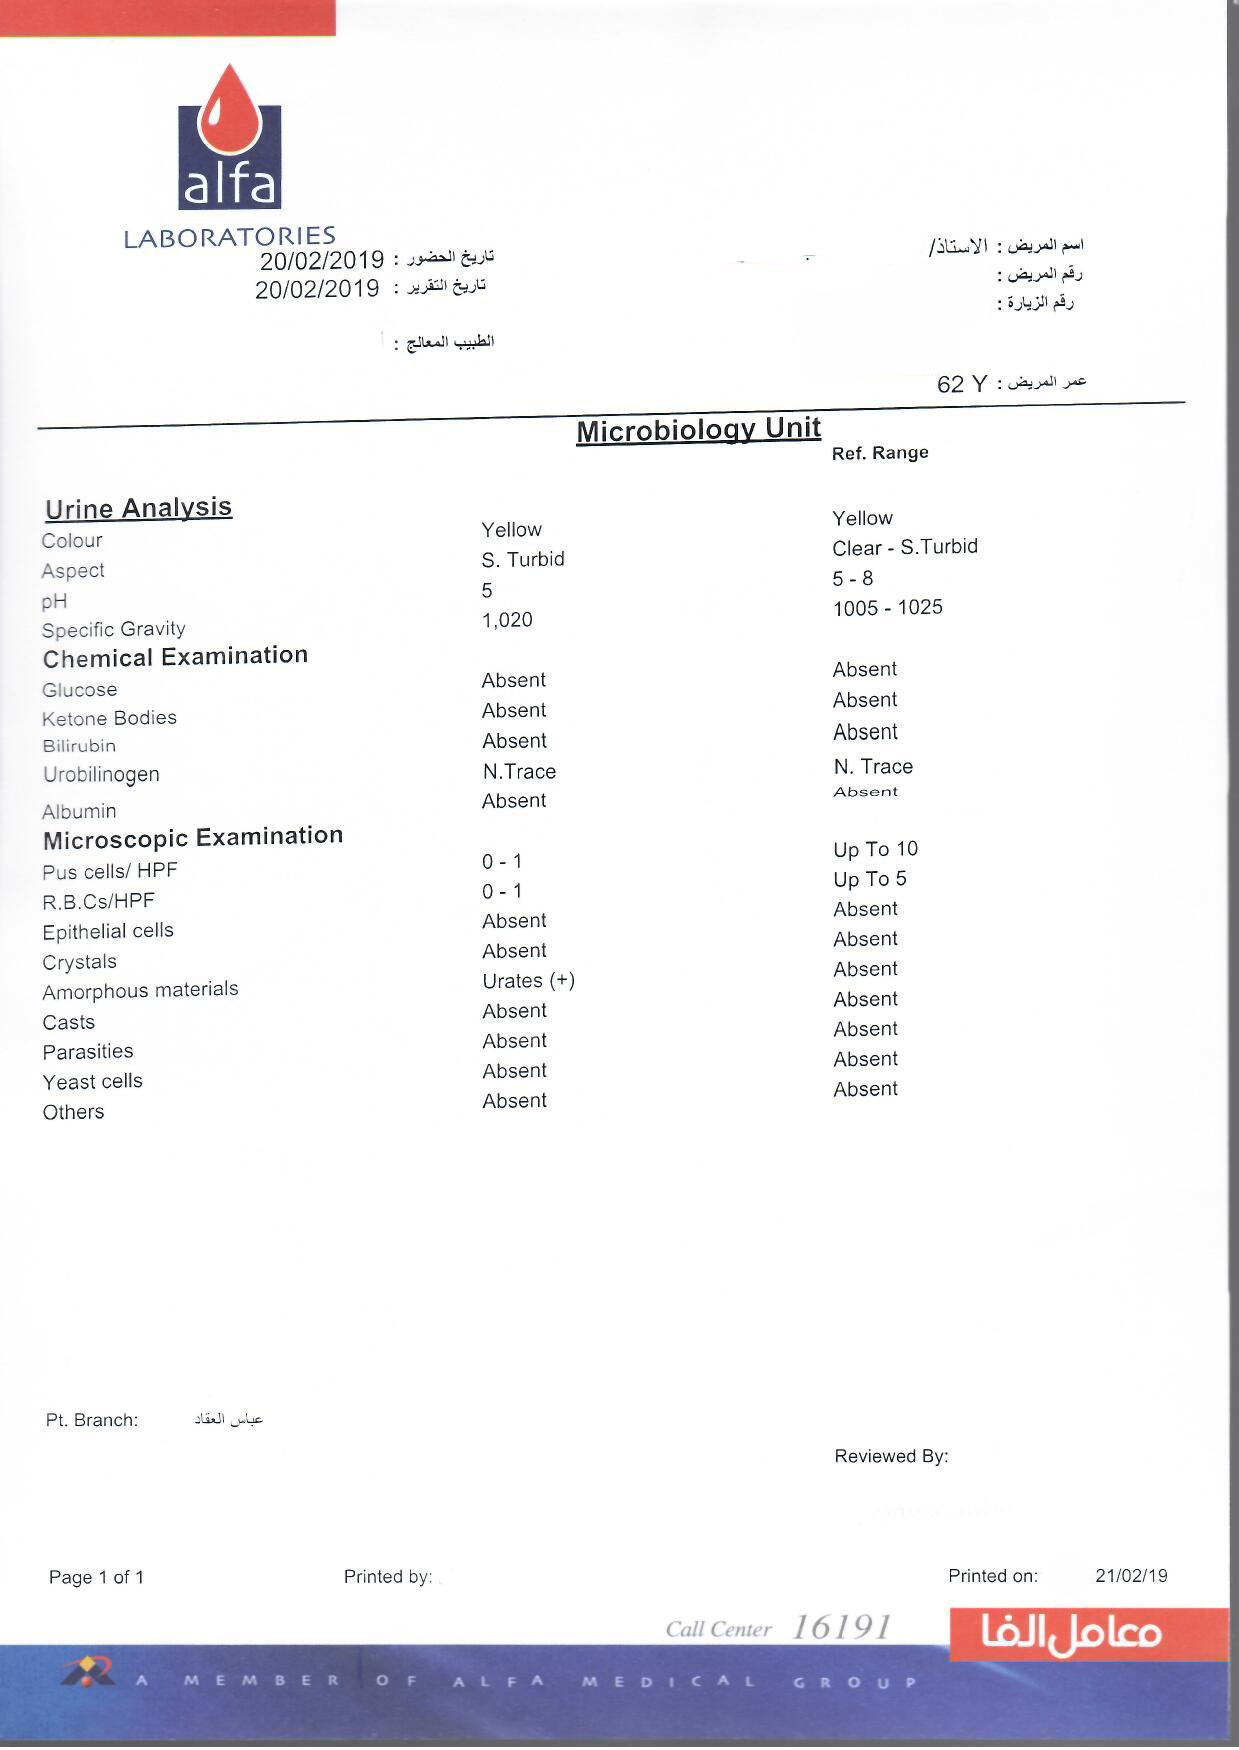 alfa
LABORATORIES
تاريخ الحضور : 20/02/2019
تاريخ التقرير : 20/02/2019
الطبيب المعالج :
اسم المريض : الاستاذ/
رقم المريض :
رقم الزيارة :
عمر المريض : 62 Y
Microbiology Unit
Ref. Range
Urine Analysis
Colour Yellow Yellow
Aspect S. Turbid Clear - S.Turbid
pH 5 5 - 8
Specific Gravity 1,020 1005 - 1025
Chemical Examination
Glucose Absent Absent
Ketone Bodies Absent Absent
Bilirubin Absent Absent
Urobilinogen N.Trace N. Trace
Albumin Absent Absent
Microscopic Examination
Pus cells/ HPF 0 - 1 Up To 10
R.B.Cs/HPF 0 - 1 Up To 5
Epithelial cells Absent Absent
Crystals Absent Absent
Amorphous materials Urates (+) Absent
Casts Absent Absent
Parasities Absent Absent
Yeast cells Absent Absent
Others Absent Absent
Pt. Branch: عباس العقاد
Reviewed By:
Page 1 of 1 Printed by: Printed on: 21/02/19
Call Center 16191
معامل الفا
A MEMBER OF ALFA MEDICAL GROUP